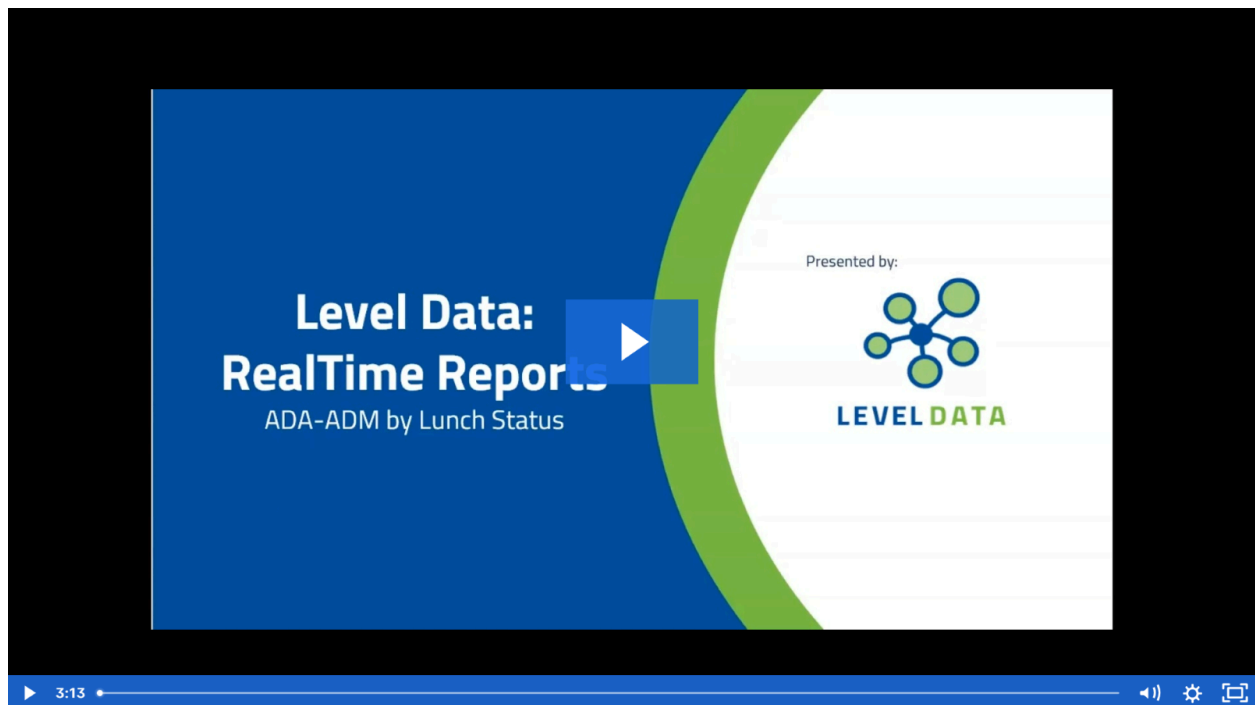 Level Data:
RealTime Reports
ADA-ADM by Lunch Status
Presented by:
LEVEL DATA
3:13